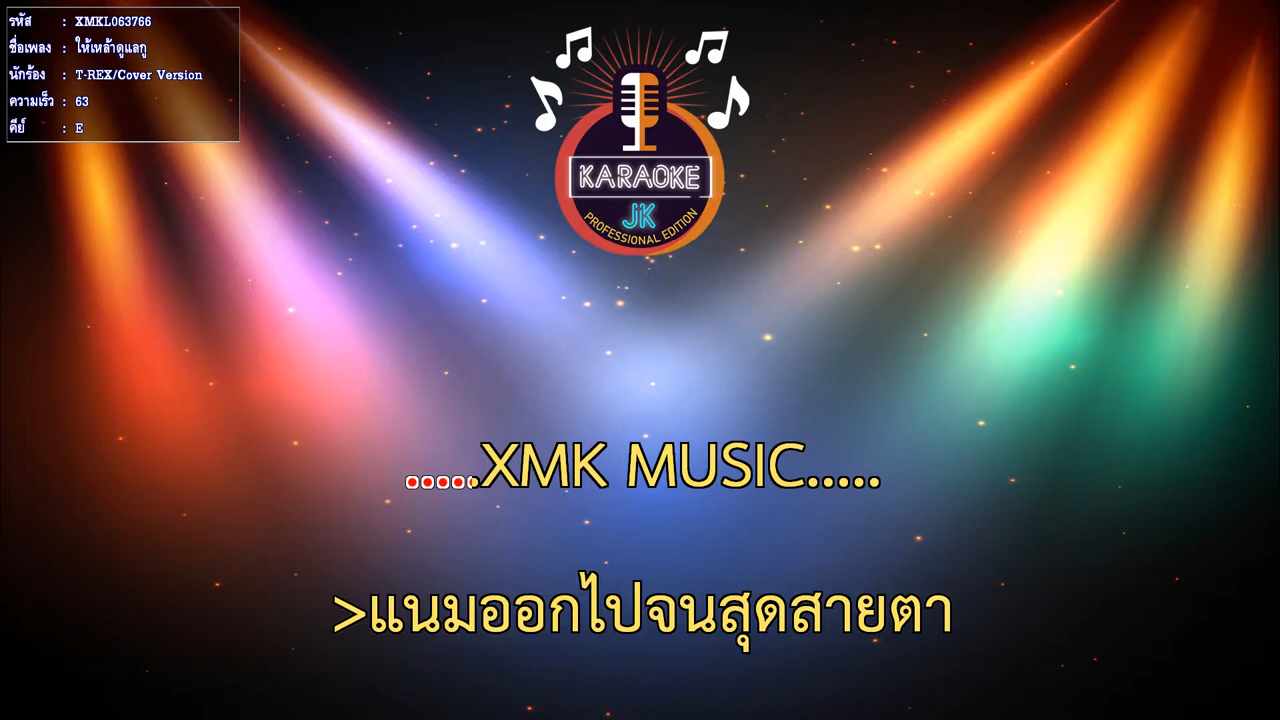 รหัส : XMKL063766
ชื่อเพลง : ให้เหล้าดูแลกู
นักร้อง : T-REX/Cover Version
ความเร็ว : 63
คีย์ : E
KARAOKE
JK
PROFESSIONAL EDITION
.....XMK MUSIC.....
>แนมออกไปจนสุดสายตา